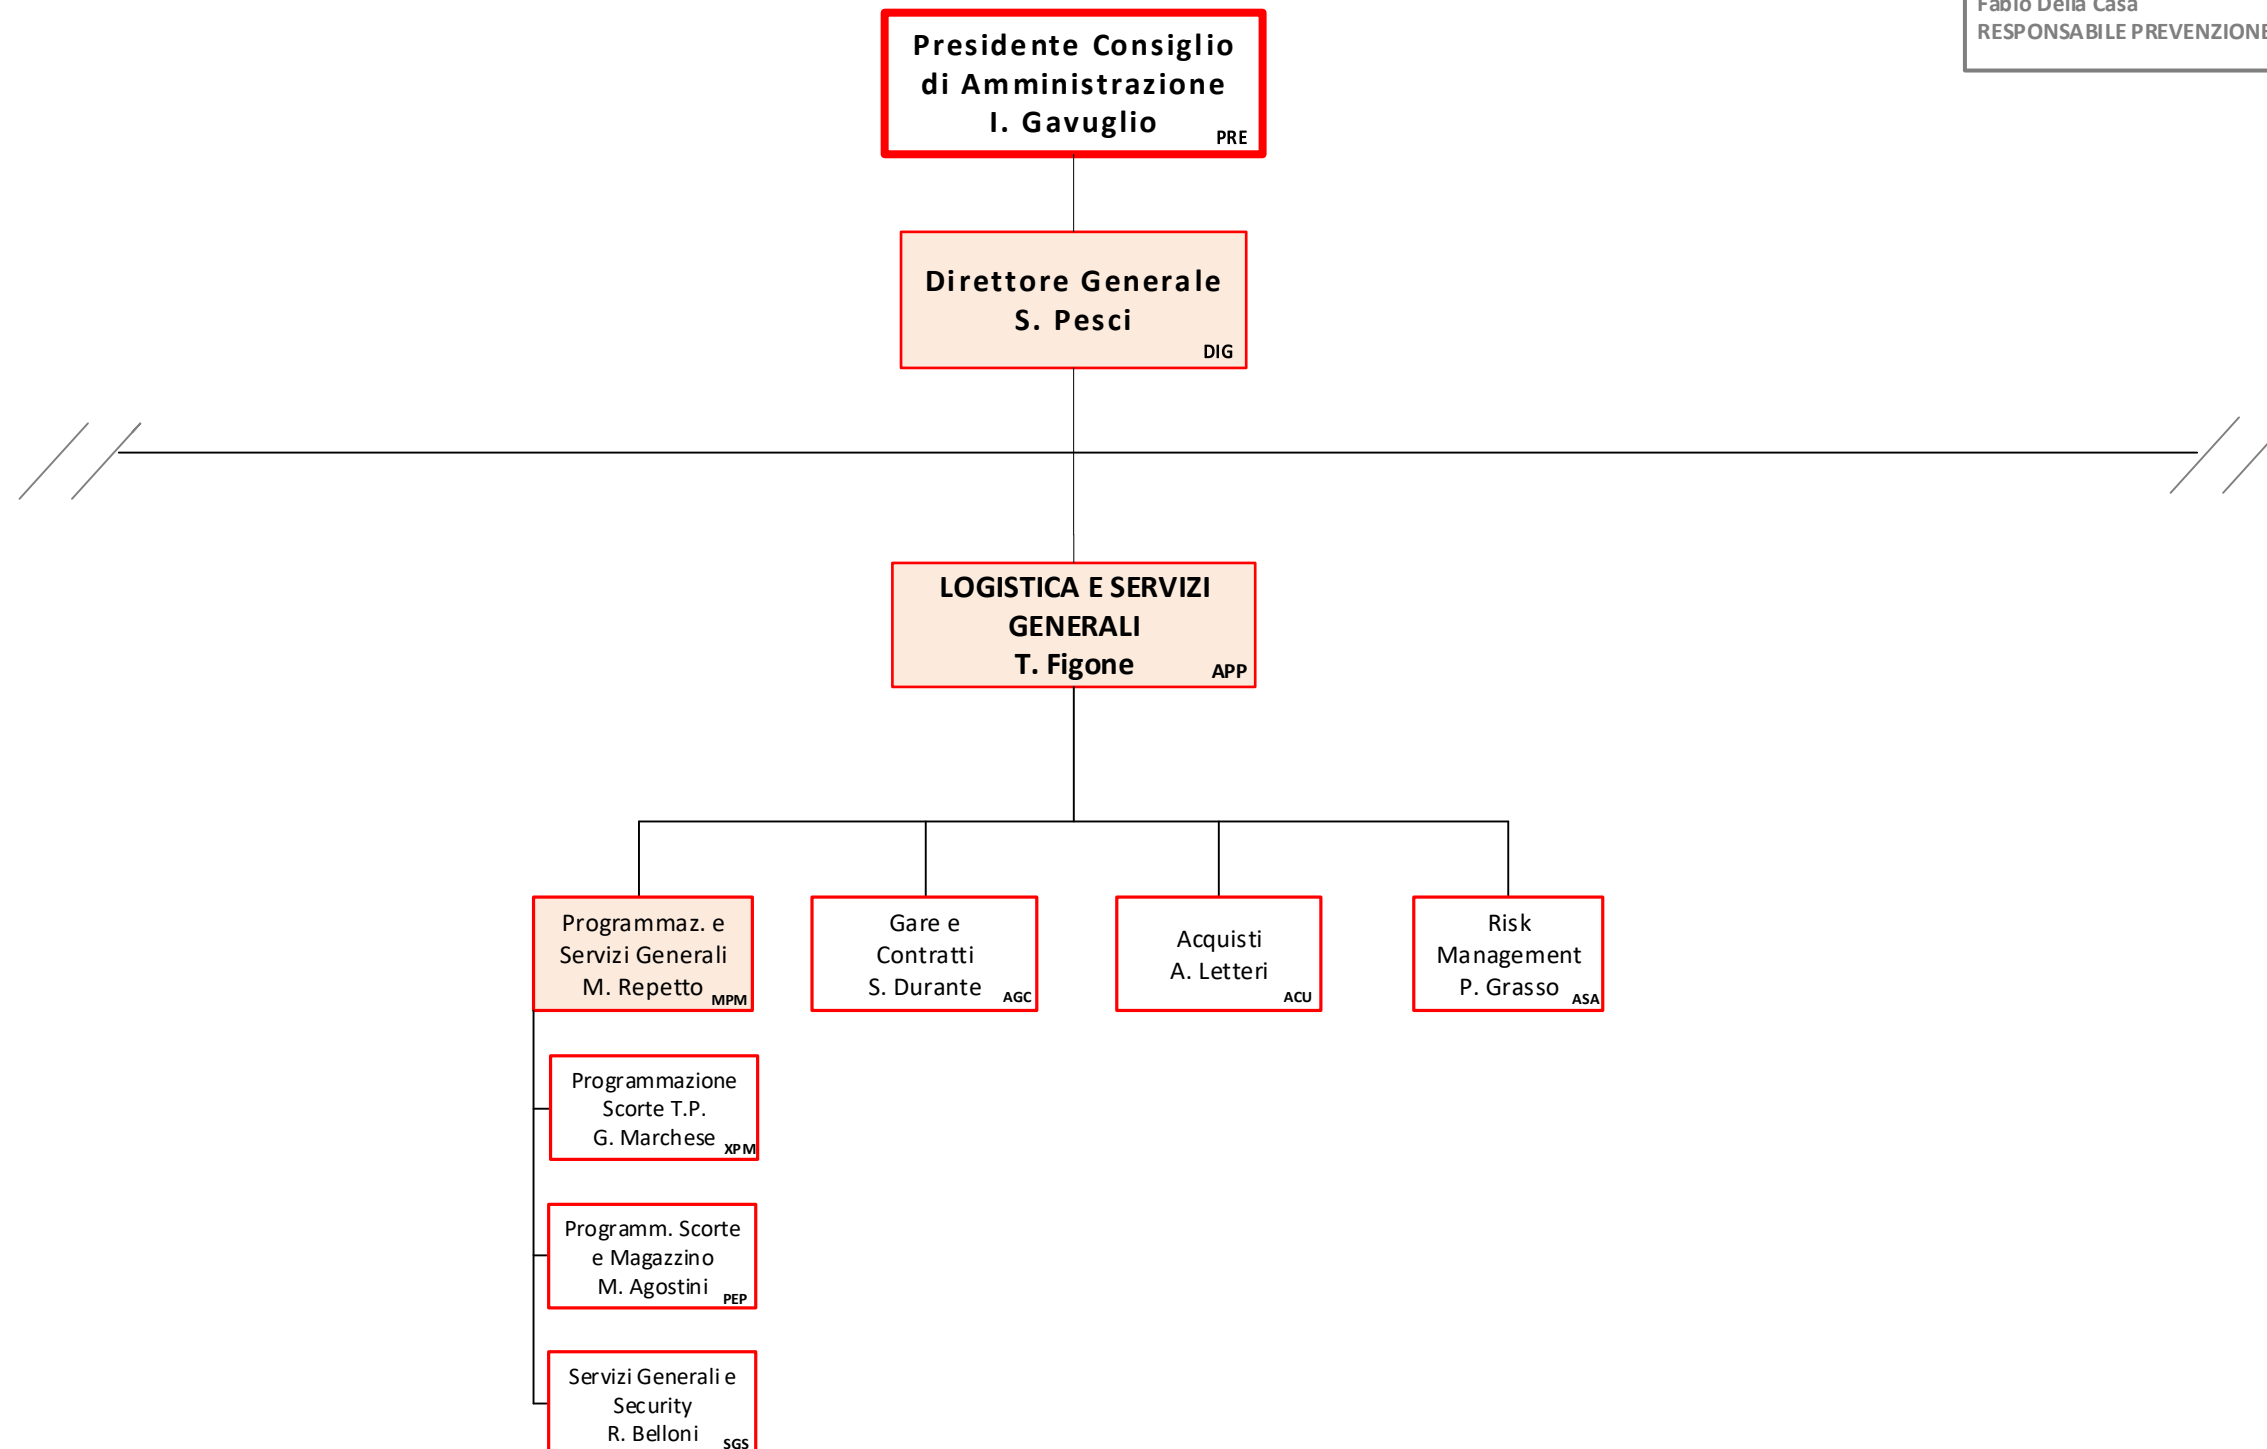 Fabio Della Casa
RESPONSABILE PREVENZIONE
Presidente Consiglio
di Amministrazione
I. Gavuglio
PRE
Direttore Generale
S. Pesci
DIG
LOGISTICA E SERVIZI
GENERALI
T. Figone
APP
Programmaz. e
Servizi Generali
M. Repetto
MPM
Gare e
Contratti
S. Durante
AGC
Acquisti
A. Letteri
ACU
Risk
Management
P. Grasso
ASA
Programmazione
Scorte T.P.
G. Marchese
XPM
Programm. Scorte
e Magazzino
M. Agostini
PEP
Servizi Generali e
Security
R. Belloni
SGS